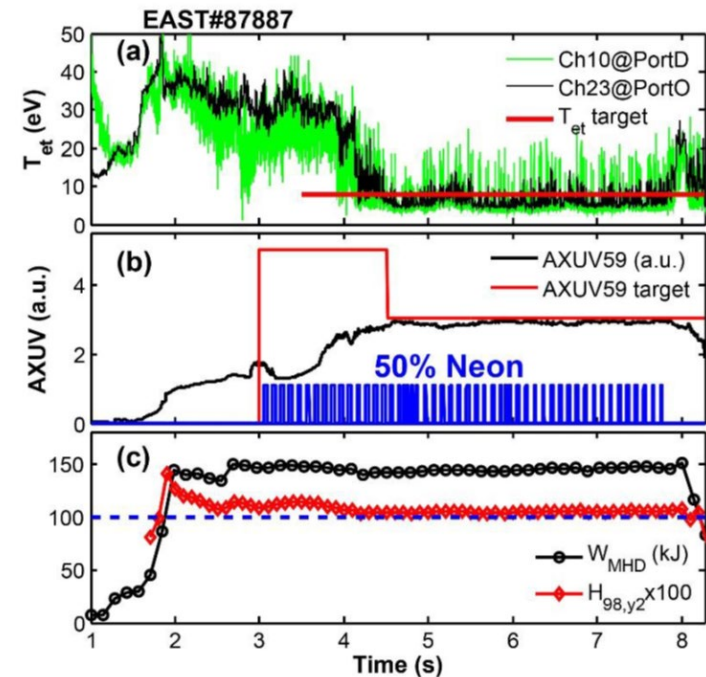 EAST#87887
(a)
Ch10@PortD
Ch23@PortO
T_et target
T_et (eV)
50
40
30
20
10
0
(b)
AXUV59 (a.u.)
AXUV59 target
50% Neon
AXUV (a.u.)
4
2
0
(c)
W_MHD (kJ)
H_98,y2x100
150
100
50
0
1 2 3 4 5 6 7 8
Time (s)